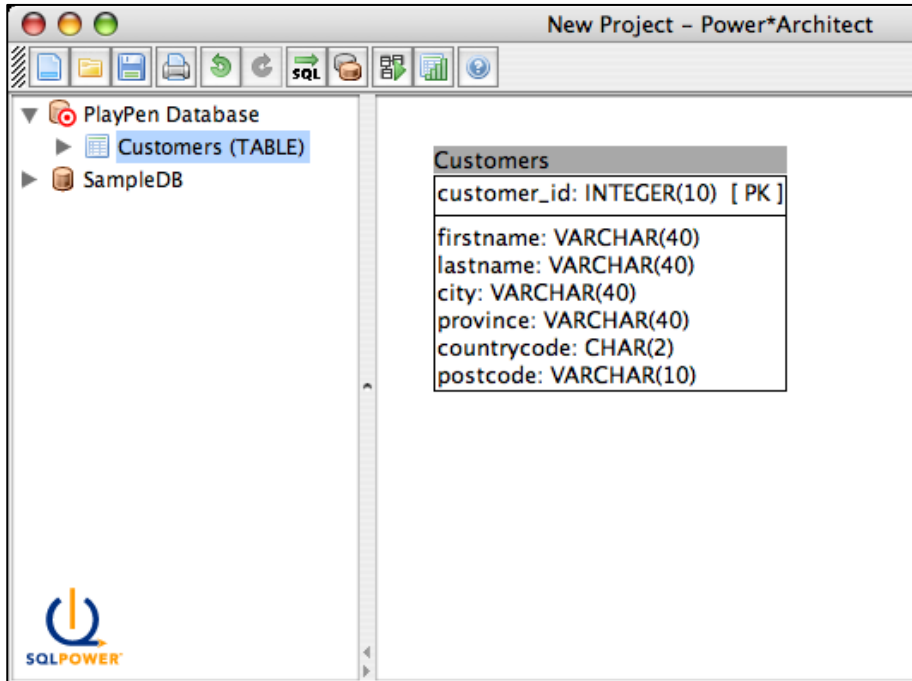 New Project – Power*Architect
SQL
PlayPen Database
Customers (TABLE)
SampleDB
Customers
customer_id: INTEGER(10) [ PK ]
firstname: VARCHAR(40)
lastname: VARCHAR(40)
city: VARCHAR(40)
province: VARCHAR(40)
countrycode: CHAR(2)
postcode: VARCHAR(10)
SQLPOWER